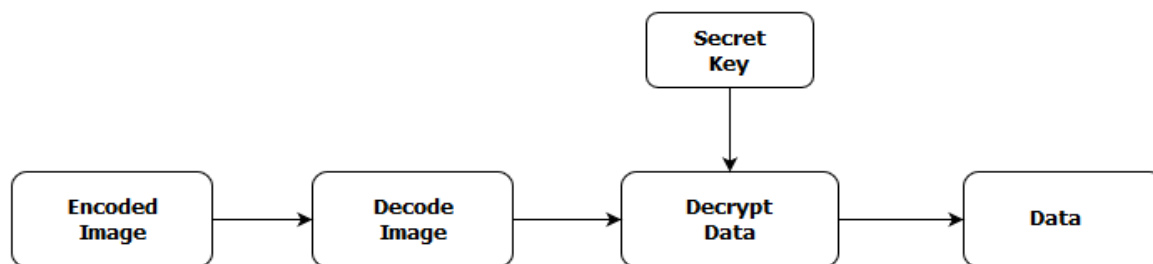 Secret
Key
Encoded
Image
Decode
Image
Decrypt
Data
Data